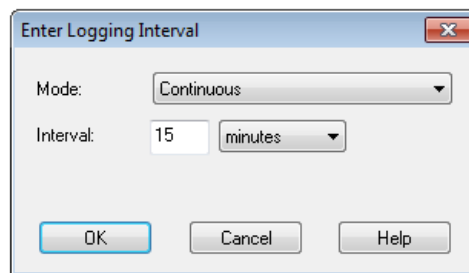 Enter Logging Interval
Mode: Continuous
Interval: 15 minutes
OK Cancel Help